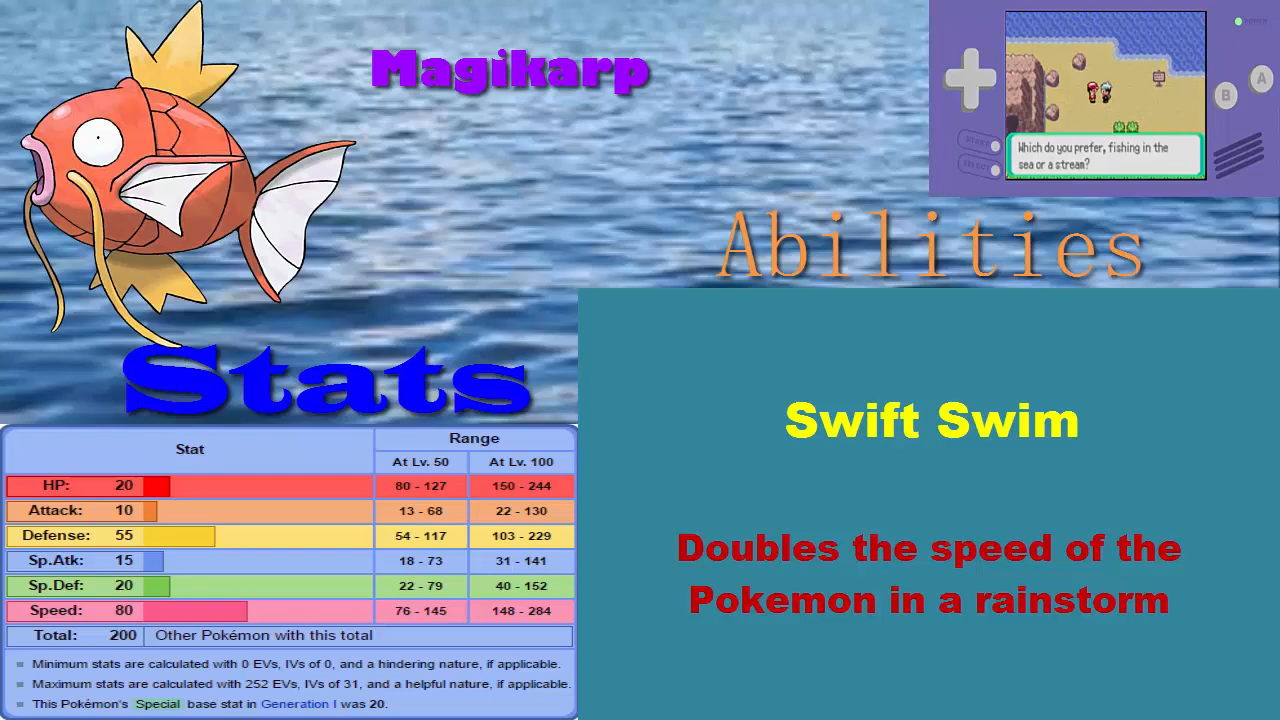 Magikarp
POWER
B
A
START
SELECT
Which do you prefer, fishing in the
sea or a stream?
Abilities
Swift Swim
Doubles the speed of the
Pokemon in a rainstorm
Stats
Stat
Range
At Lv. 50
At Lv. 100
HP: 20 80 - 127 150 - 244
Attack: 10 13 - 68 22 - 130
Defense: 55 54 - 117 103 - 229
Sp.Atk: 15 18 - 73 31 - 141
Sp.Def: 20 22 - 79 40 - 152
Speed: 80 76 - 145 148 - 284
Total: 200 Other Pokémon with this total
Minimum stats are calculated with 0 EVs, IVs of 0, and a hindering nature, if applicable.
Maximum stats are calculated with 252 EVs, IVs of 31, and a helpful nature, if applicable.
This Pokémon's Special base stat in Generation I was 20.